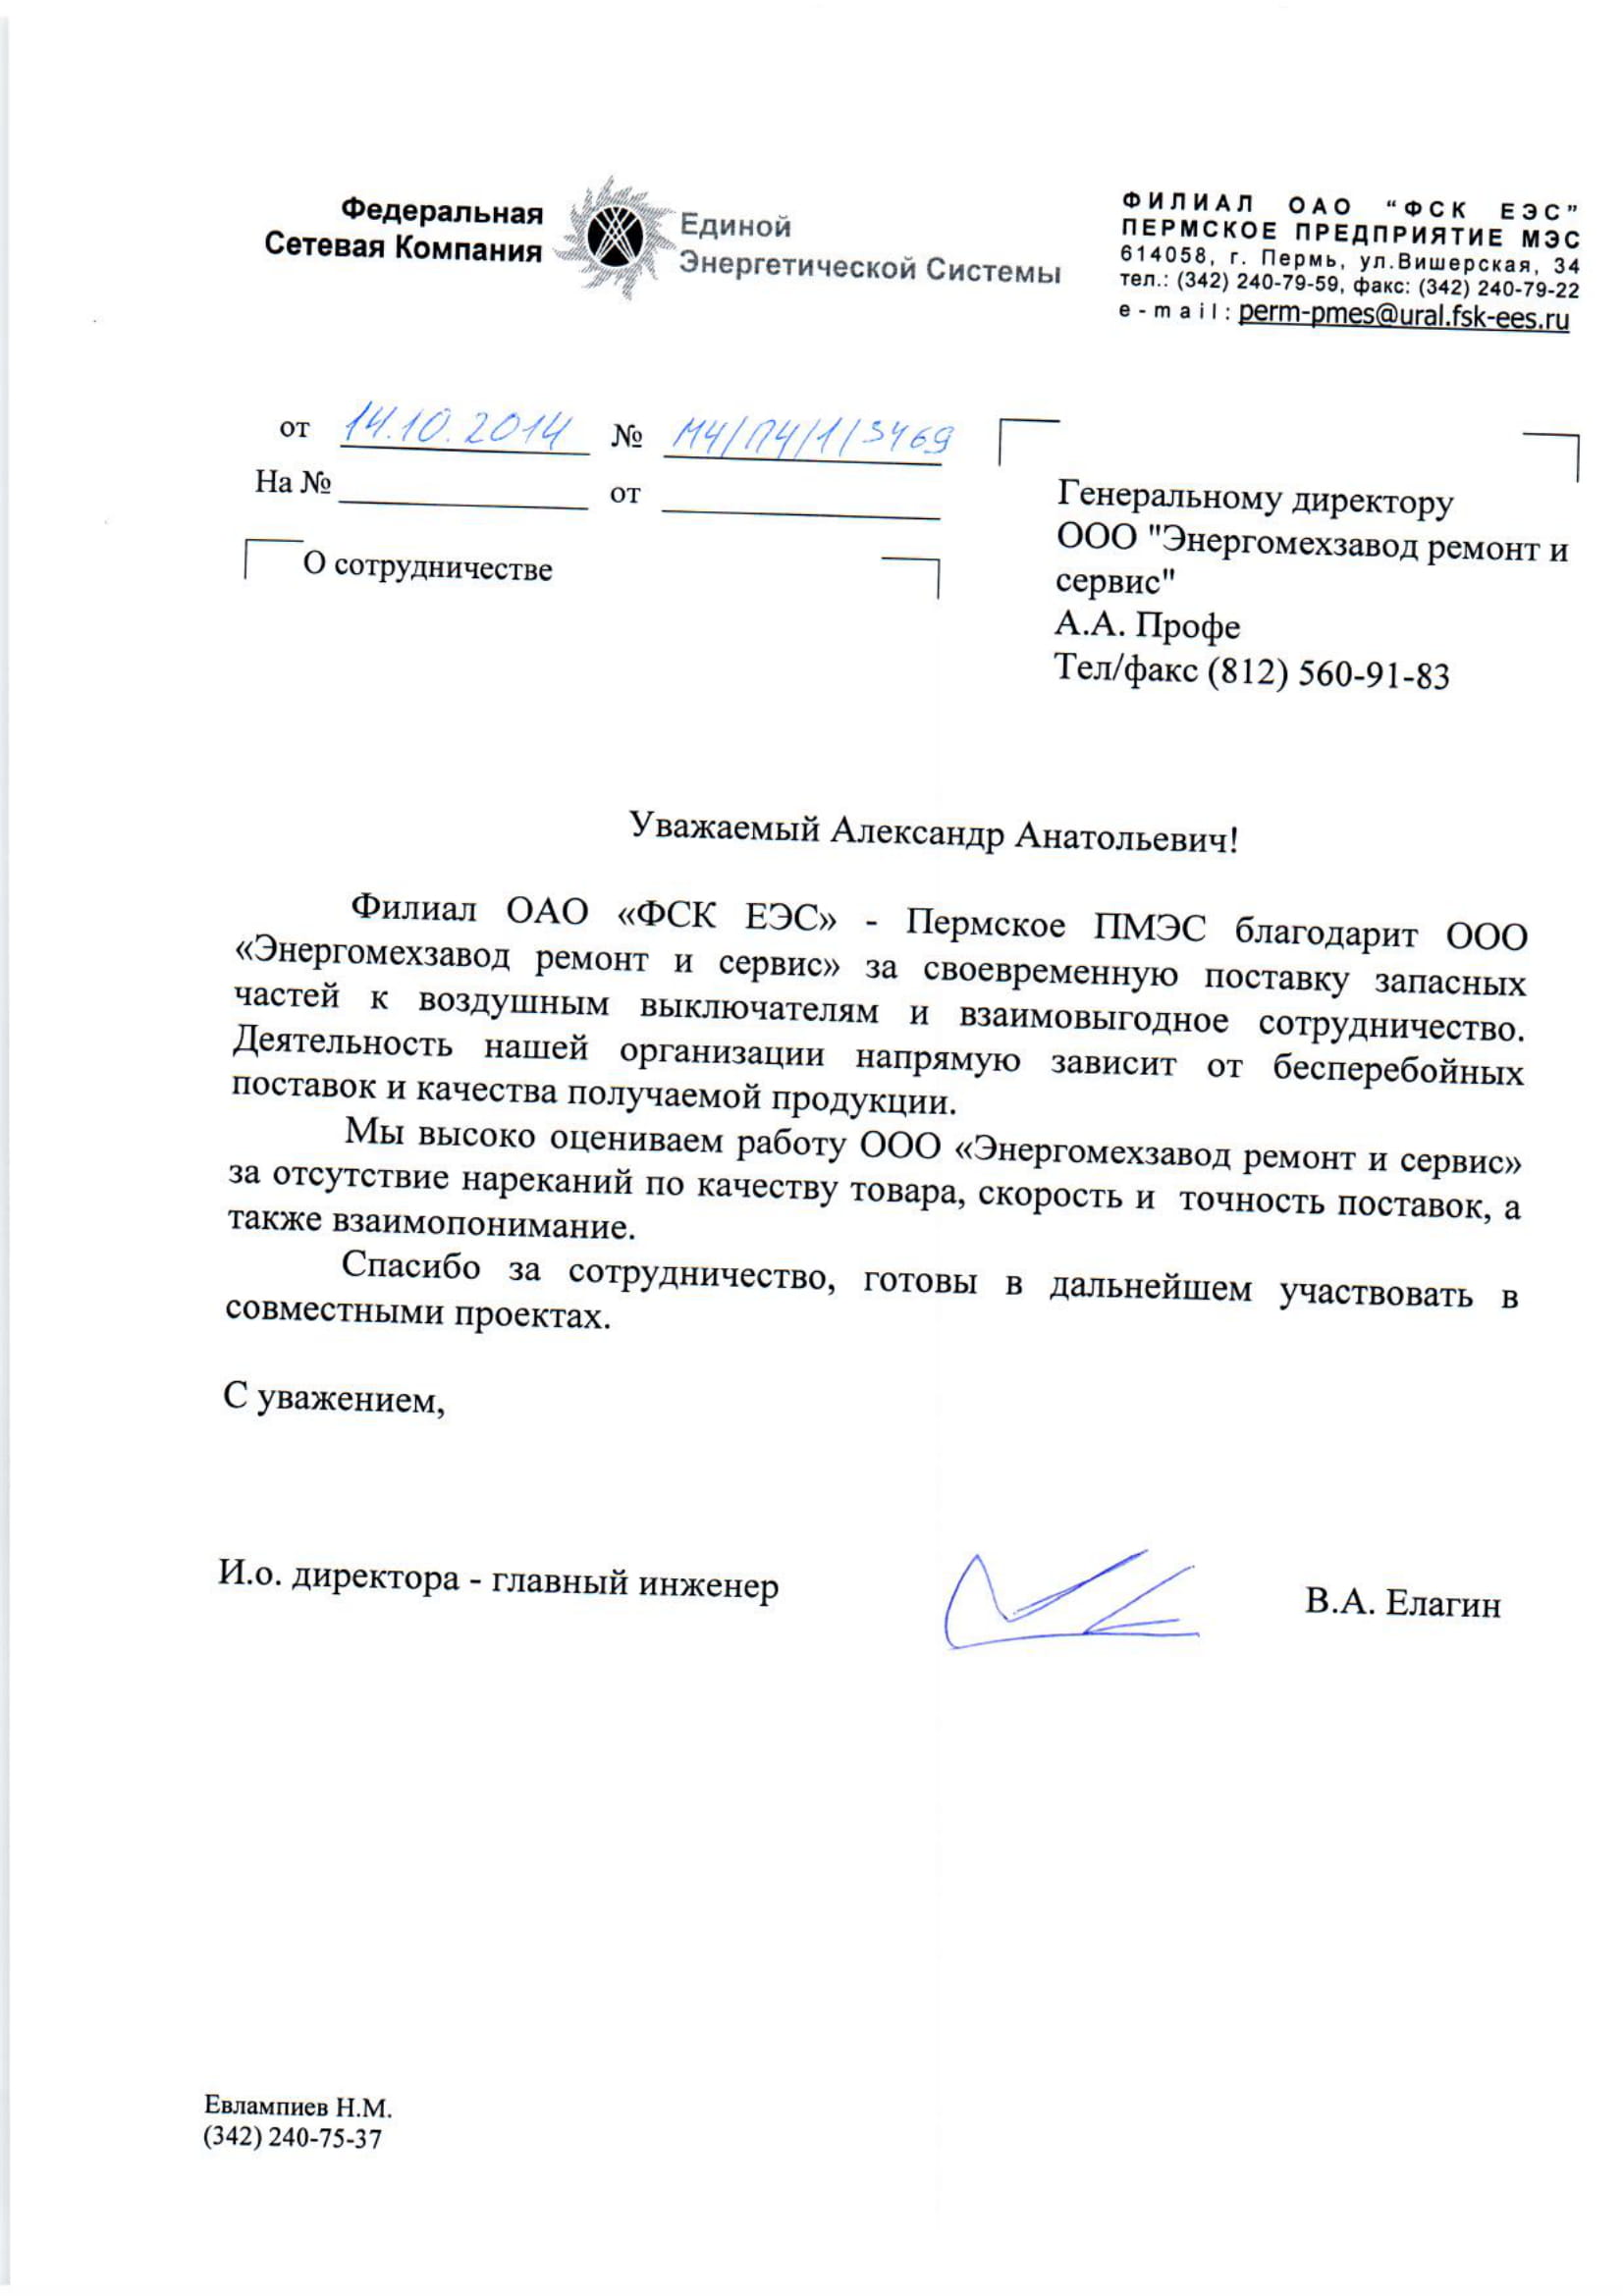 Федеральная
Сетевая Компания
Единой
Энергетической Системы
ФИЛИАЛ ОАО “ФСК ЕЭС”
ПЕРМСКОЕ ПРЕДПРИЯТИЕ МЭС
614058, г. Пермь, ул.Вишерская, 34
тел.: (342) 240-79-59, факс: (342) 240-79-22
e-mail: perm-pmes@ural.fsk-ees.ru
от 14.10.2014 № М4/П4/1/3469
На № от
О сотрудничестве
Генеральному директору
ООО "Энергомехзавод ремонт и
сервис"
А.А. Профе
Тел/факс (812) 560-91-83
Уважаемый Александр Анатольевич!
Филиал ОАО «ФСК ЕЭС» - Пермское ПМЭС благодарит ООО
«Энергомехзавод ремонт и сервис» за своевременную поставку запасных
частей к воздушным выключателям и взаимовыгодное сотрудничество.
Деятельность нашей организации напрямую зависит от бесперебойных
поставок и качества получаемой продукции.
Мы высоко оцениваем работу ООО «Энергомехзавод ремонт и сервис»
за отсутствие нареканий по качеству товара, скорость и точность поставок, а
также взаимопонимание.
Спасибо за сотрудничество, готовы в дальнейшем участвовать в
совместными проектах.
С уважением,
И.о. директора - главный инженер В.А. Елагин
Евлампиев Н.М.
(342) 240-75-37